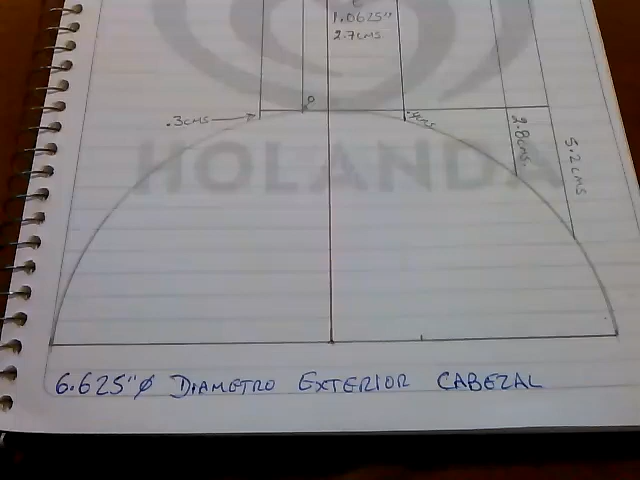 1.0625"
2.7cms
P
.3cms
2.8cms.
5.2cms
HOLANDA
6.625"ø DIAMETRO EXTERIOR CABEZAL